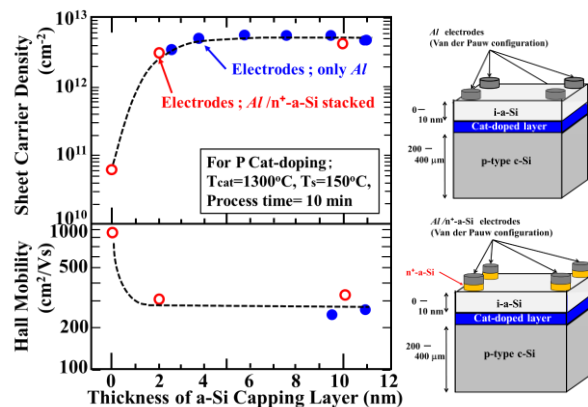 Sheet Carrier Density
(cm-2)
10^13
10^12
10^11
10^10
Electrodes ; only Al
Electrodes ; Al /n+-a-Si stacked
For P Cat-doping ;
Tcat=1300°C, Ts=150°C,
Process time= 10 min
Hall Mobility
(cm2/Vs)
1000
500
200
100
0 2 4 6 8 10 12
Thickness of a-Si Capping Layer (nm)
Al electrodes
(Van der Pauw configuration)
0 ─
10 nm
i-a-Si
Cat-doped layer
200 ─
400 μm
p-type c-Si
Al /n+-a-Si electrodes
(Van der Pauw configuration)
n+-a-Si
0 ─
10 nm
i-a-Si
Cat-doped layer
200 ─
400 μm
p-type c-Si